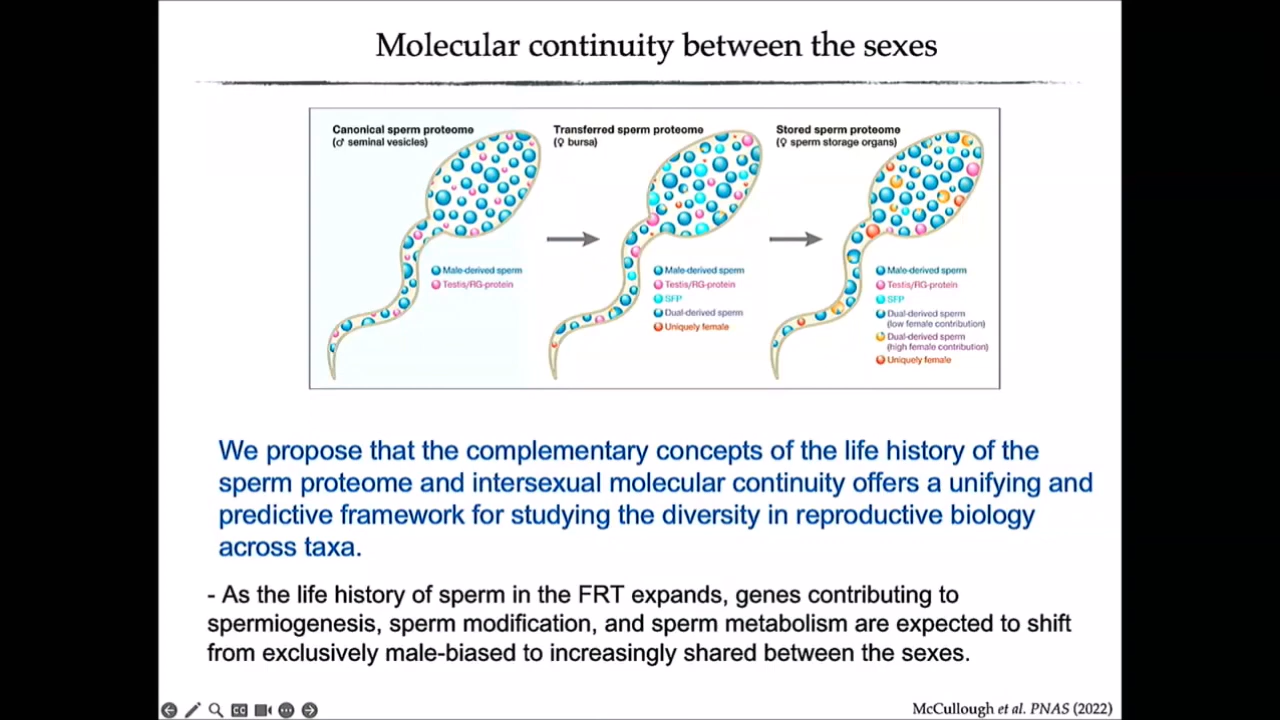 Molecular continuity between the sexes
Canonical sperm proteome
(♂ seminal vesicles)
Male-derived sperm
Testis/RG-protein
Transferred sperm proteome
(♀ bursa)
Male-derived sperm
Testis/RG-protein
SFP
Dual-derived sperm
Uniquely female
Stored sperm proteome
(♀ sperm storage organs)
Male-derived sperm
Testis/RG-protein
SFP
Dual-derived sperm
(low female contribution)
Dual-derived sperm
(high female contribution)
Uniquely female
We propose that the complementary concepts of the life history of the
sperm proteome and intersexual molecular continuity offers a unifying and
predictive framework for studying the diversity in reproductive biology
across taxa.
- As the life history of sperm in the FRT expands, genes contributing to
spermiogenesis, sperm modification, and sperm metabolism are expected to shift
from exclusively male-biased to increasingly shared between the sexes.
CC
McCullough et al. PNAS (2022)